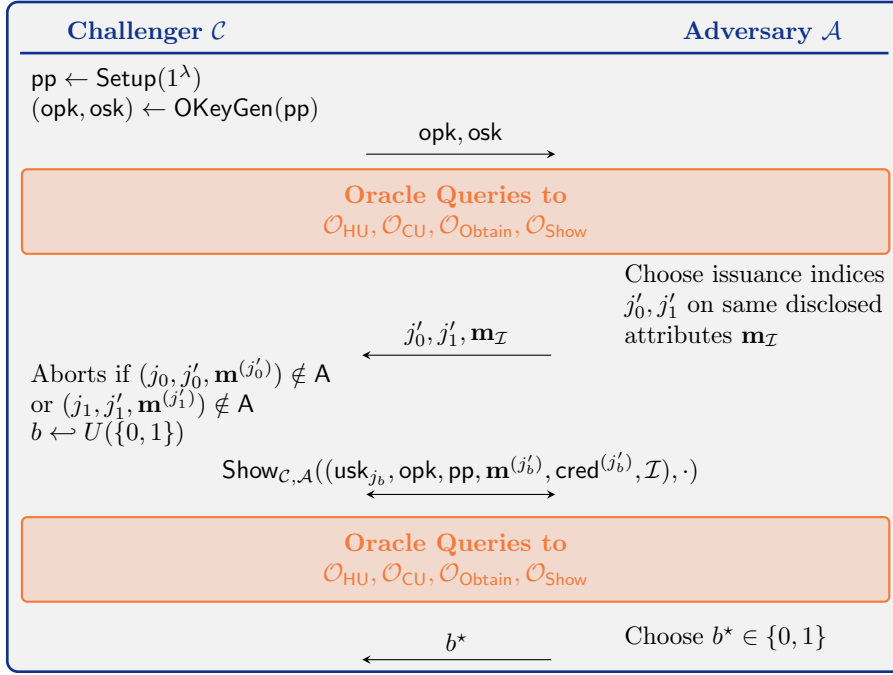 Challenger 𝒞 Adversary 𝒜
pp ← Setup(1^λ)
(opk, osk) ← OKeyGen(pp)
opk, osk
Oracle Queries to
𝒪_HU, 𝒪_CU, 𝒪_Obtain, 𝒪_Show
Choose issuance indices
j′_0, j′_1 on same disclosed
attributes 𝐦_ℐ
j′_0, j′_1, 𝐦_ℐ
Aborts if (j_0, j′_0, 𝐦^(j′_0)) ∉ A
or (j_1, j′_1, 𝐦^(j′_1)) ∉ A
b ↩ U({0, 1})
Show_𝒞,𝒜((usk_j_b, opk, pp, 𝐦^(j′_b), cred^(j′_b), ℐ), ·)
Oracle Queries to
𝒪_HU, 𝒪_CU, 𝒪_Obtain, 𝒪_Show
Choose b⋆ ∈ {0, 1}
b⋆